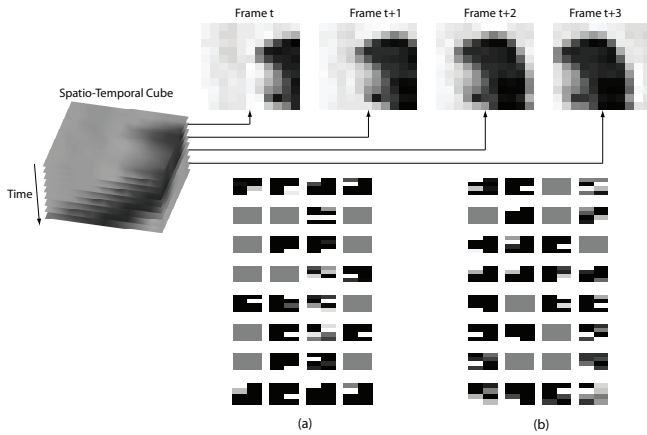 Frame t
Frame t+1
Frame t+2
Frame t+3
Spatio-Temporal Cube
Time
(a)
(b)